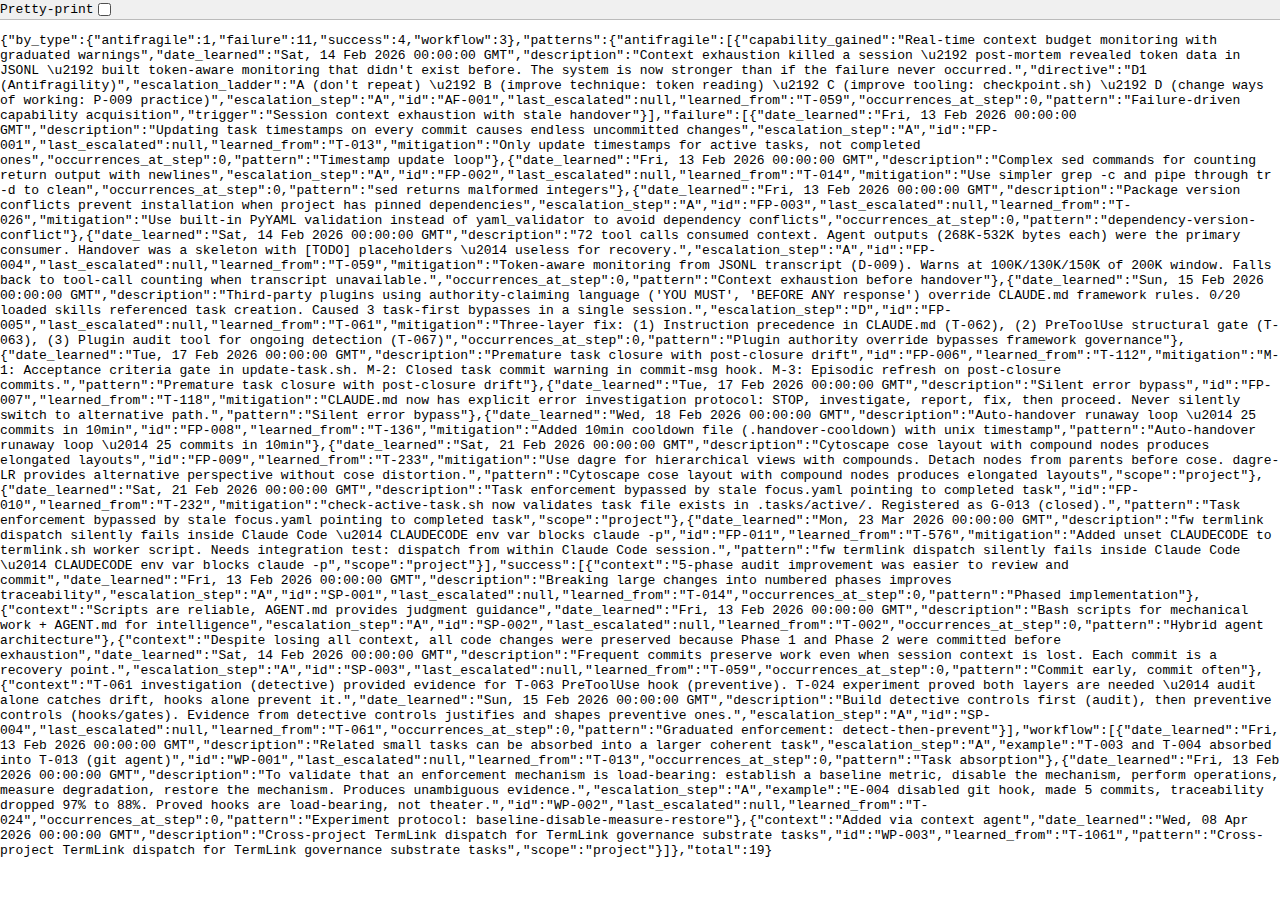 Pretty-print
{"by_type":{"antifragile":1,"failure":11,"success":4,"workflow":3},"patterns":{"antifragile":[{"capability_gained":"Real-time context budget monitoring with
graduated warnings","date_learned":"Sat, 14 Feb 2026 00:00:00 GMT","description":"Context exhaustion killed a session \u2192 post-mortem revealed token data in
JSONL \u2192 built token-aware monitoring that didn't exist before. The system is now stronger than if the failure never occurred.","directive":"D1
(Antifragility)","escalation_ladder":"A (don't repeat) \u2192 B (improve technique: token reading) \u2192 C (improve tooling: checkpoint.sh) \u2192 D (change ways
of working: P-009 practice)","escalation_step":"A","id":"AF-001","last_escalated":null,"learned_from":"T-059","occurrences_at_step":0,"pattern":"Failure-driven
capability acquisition","trigger":"Session context exhaustion with stale handover"}],"failure":[{"date_learned":"Fri, 13 Feb 2026 00:00:00
GMT","description":"Updating task timestamps on every commit causes endless uncommitted changes","escalation_step":"A","id":"FP-
001","last_escalated":null,"learned_from":"T-013","mitigation":"Only update timestamps for active tasks, not completed
ones","occurrences_at_step":0,"pattern":"Timestamp update loop"},{"date_learned":"Fri, 13 Feb 2026 00:00:00 GMT","description":"Complex sed commands for counting
return output with newlines","escalation_step":"A","id":"FP-002","last_escalated":null,"learned_from":"T-014","mitigation":"Use simpler grep -c and pipe through tr
-d to clean","occurrences_at_step":0,"pattern":"sed returns malformed integers"},{"date_learned":"Fri, 13 Feb 2026 00:00:00 GMT","description":"Package version
conflicts prevent installation when project has pinned dependencies","escalation_step":"A","id":"FP-003","last_escalated":null,"learned_from":"T-
026","mitigation":"Use built-in PyYAML validation instead of yaml_validator to avoid dependency conflicts","occurrences_at_step":0,"pattern":"dependency-version-
conflict"},{"date_learned":"Sat, 14 Feb 2026 00:00:00 GMT","description":"72 tool calls consumed context. Agent outputs (268K-532K bytes each) were the primary
consumer. Handover was a skeleton with [TODO] placeholders \u2014 useless for recovery.","escalation_step":"A","id":"FP-
004","last_escalated":null,"learned_from":"T-059","mitigation":"Token-aware monitoring from JSONL transcript (D-009). Warns at 100K/130K/150K of 200K window. Falls
back to tool-call counting when transcript unavailable.","occurrences_at_step":0,"pattern":"Context exhaustion before handover"},{"date_learned":"Sun, 15 Feb 2026
00:00:00 GMT","description":"Third-party plugins using authority-claiming language ('YOU MUST', 'BEFORE ANY response') override CLAUDE.md framework rules. 0/20
loaded skills referenced task creation. Caused 3 task-first bypasses in a single session.","escalation_step":"D","id":"FP-
005","last_escalated":null,"learned_from":"T-061","mitigation":"Three-layer fix: (1) Instruction precedence in CLAUDE.md (T-062), (2) PreToolUse structural gate (T-
063), (3) Plugin audit tool for ongoing detection (T-067)","occurrences_at_step":0,"pattern":"Plugin authority override bypasses framework governance"},
{"date_learned":"Tue, 17 Feb 2026 00:00:00 GMT","description":"Premature task closure with post-closure drift","id":"FP-006","learned_from":"T-112","mitigation":"M-
1: Acceptance criteria gate in update-task.sh. M-2: Closed task commit warning in commit-msg hook. M-3: Episodic refresh on post-closure
commits.","pattern":"Premature task closure with post-closure drift"},{"date_learned":"Tue, 17 Feb 2026 00:00:00 GMT","description":"Silent error bypass","id":"FP-
007","learned_from":"T-118","mitigation":"CLAUDE.md now has explicit error investigation protocol: STOP, investigate, report, fix, then proceed. Never silently
switch to alternative path.","pattern":"Silent error bypass"},{"date_learned":"Wed, 18 Feb 2026 00:00:00 GMT","description":"Auto-handover runaway loop \u2014 25
commits in 10min","id":"FP-008","learned_from":"T-136","mitigation":"Added 10min cooldown file (.handover-cooldown) with unix timestamp","pattern":"Auto-handover
runaway loop \u2014 25 commits in 10min"},{"date_learned":"Sat, 21 Feb 2026 00:00:00 GMT","description":"Cytoscape cose layout with compound nodes produces
elongated layouts","id":"FP-009","learned_from":"T-233","mitigation":"Use dagre for hierarchical views with compounds. Detach nodes from parents before cose. dagre-
LR provides alternative perspective without cose distortion.","pattern":"Cytoscape cose layout with compound nodes produces elongated layouts","scope":"project"},
{"date_learned":"Sat, 21 Feb 2026 00:00:00 GMT","description":"Task enforcement bypassed by stale focus.yaml pointing to completed task","id":"FP-
010","learned_from":"T-232","mitigation":"check-active-task.sh now validates task file exists in .tasks/active/. Registered as G-013 (closed).","pattern":"Task
enforcement bypassed by stale focus.yaml pointing to completed task","scope":"project"},{"date_learned":"Mon, 23 Mar 2026 00:00:00 GMT","description":"fw termlink
dispatch silently fails inside Claude Code \u2014 CLAUDECODE env var blocks claude -p","id":"FP-011","learned_from":"T-576","mitigation":"Added unset CLAUDECODE to
termlink.sh worker script. Needs integration test: dispatch from within Claude Code session.","pattern":"fw termlink dispatch silently fails inside Claude Code
\u2014 CLAUDECODE env var blocks claude -p","scope":"project"}],"success":[{"context":"5-phase audit improvement was easier to review and
commit","date_learned":"Fri, 13 Feb 2026 00:00:00 GMT","description":"Breaking large changes into numbered phases improves
traceability","escalation_step":"A","id":"SP-001","last_escalated":null,"learned_from":"T-014","occurrences_at_step":0,"pattern":"Phased implementation"},
{"context":"Scripts are reliable, AGENT.md provides judgment guidance","date_learned":"Fri, 13 Feb 2026 00:00:00 GMT","description":"Bash scripts for mechanical
work + AGENT.md for intelligence","escalation_step":"A","id":"SP-002","last_escalated":null,"learned_from":"T-002","occurrences_at_step":0,"pattern":"Hybrid agent
architecture"},{"context":"Despite losing all context, all code changes were preserved because Phase 1 and Phase 2 were committed before
exhaustion","date_learned":"Sat, 14 Feb 2026 00:00:00 GMT","description":"Frequent commits preserve work even when session context is lost. Each commit is a
recovery point.","escalation_step":"A","id":"SP-003","last_escalated":null,"learned_from":"T-059","occurrences_at_step":0,"pattern":"Commit early, commit often"},
{"context":"T-061 investigation (detective) provided evidence for T-063 PreToolUse hook (preventive). T-024 experiment proved both layers are needed \u2014 audit
alone catches drift, hooks alone prevent it.","date_learned":"Sun, 15 Feb 2026 00:00:00 GMT","description":"Build detective controls first (audit), then preventive
controls (hooks/gates). Evidence from detective controls justifies and shapes preventive ones.","escalation_step":"A","id":"SP-
004","last_escalated":null,"learned_from":"T-061","occurrences_at_step":0,"pattern":"Graduated enforcement: detect-then-prevent"}],"workflow":[{"date_learned":"Fri,
13 Feb 2026 00:00:00 GMT","description":"Related small tasks can be absorbed into a larger coherent task","escalation_step":"A","example":"T-003 and T-004 absorbed
into T-013 (git agent)","id":"WP-001","last_escalated":null,"learned_from":"T-013","occurrences_at_step":0,"pattern":"Task absorption"},{"date_learned":"Fri, 13 Feb
2026 00:00:00 GMT","description":"To validate that an enforcement mechanism is load-bearing: establish a baseline metric, disable the mechanism, perform operations,
measure degradation, restore the mechanism. Produces unambiguous evidence.","escalation_step":"A","example":"E-004 disabled git hook, made 5 commits, traceability
dropped 97% to 88%. Proved hooks are load-bearing, not theater.","id":"WP-002","last_escalated":null,"learned_from":"T-
024","occurrences_at_step":0,"pattern":"Experiment protocol: baseline-disable-measure-restore"},{"context":"Added via context agent","date_learned":"Wed, 08 Apr
2026 00:00:00 GMT","description":"Cross-project TermLink dispatch for TermLink governance substrate tasks","id":"WP-003","learned_from":"T-1061","pattern":"Cross-
project TermLink dispatch for TermLink governance substrate tasks","scope":"project"}]},"total":19}